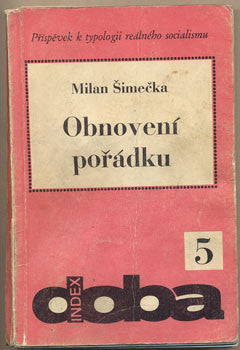 Příspěvek k typologii reálného socialismu
Milan Šimečka
Obnovení
pořádku
5
INDEX
doba